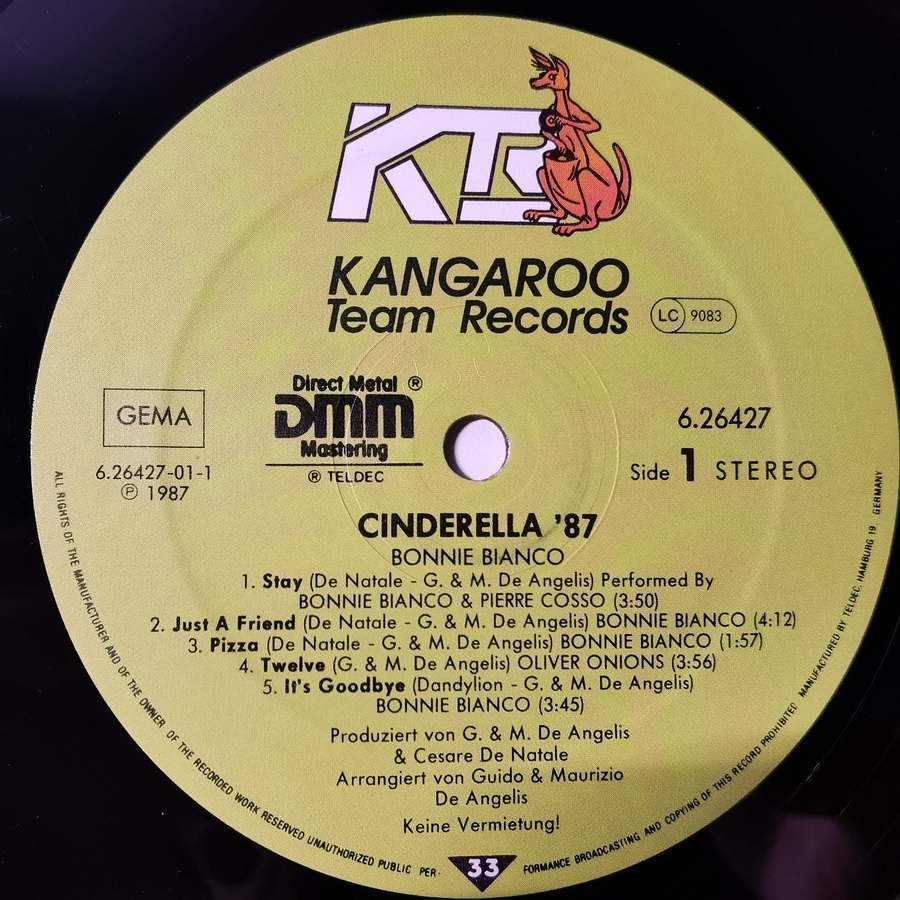 KTR
KANGAROO
Team Records
LC 9083
GEMA
Direct Metal ®
DMM
Mastering
® TELDEC
6.26427
6.26427-01-1
℗ 1987
Side 1 STEREO
CINDERELLA '87
BONNIE BIANCO
1. Stay (De Natale - G. & M. De Angelis) Performed By
BONNIE BIANCO & PIERRE COSSO (3:50)
2. Just A Friend (De Natale - G. & M. De Angelis) BONNIE BIANCO (4:12)
3. Pizza (De Natale - G. & M. De Angelis) BONNIE BIANCO (1:57)
4. Twelve (G. & M. De Angelis) OLIVER ONIONS (3:56)
5. It's Goodbye (Dandylion - G. & M. De Angelis)
BONNIE BIANCO (3:45)
Produziert von G. & M. De Angelis
& Cesare De Natale
Arrangiert von Guido & Maurizio
De Angelis
Keine Vermietung!
ALL RIGHTS OF THE MANUFACTURER AND OF THE OWNER OF THE RECORDED WORK RESERVED UNAUTHORIZED PUBLIC PER-
33
FORMANCE BROADCASTING AND COPYING OF THIS RECORD PROHIBITED MANUFACTURED BY TELDEC, HAMBURG 19 GERMANY